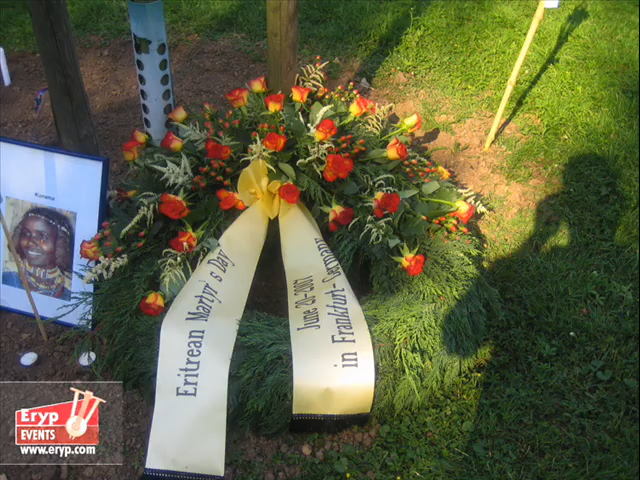 Kunama
Eritrean Martyr's Day
June 20-2007
in Frankfurt-Germany
Eryp
EVENTS
www.eryp.com